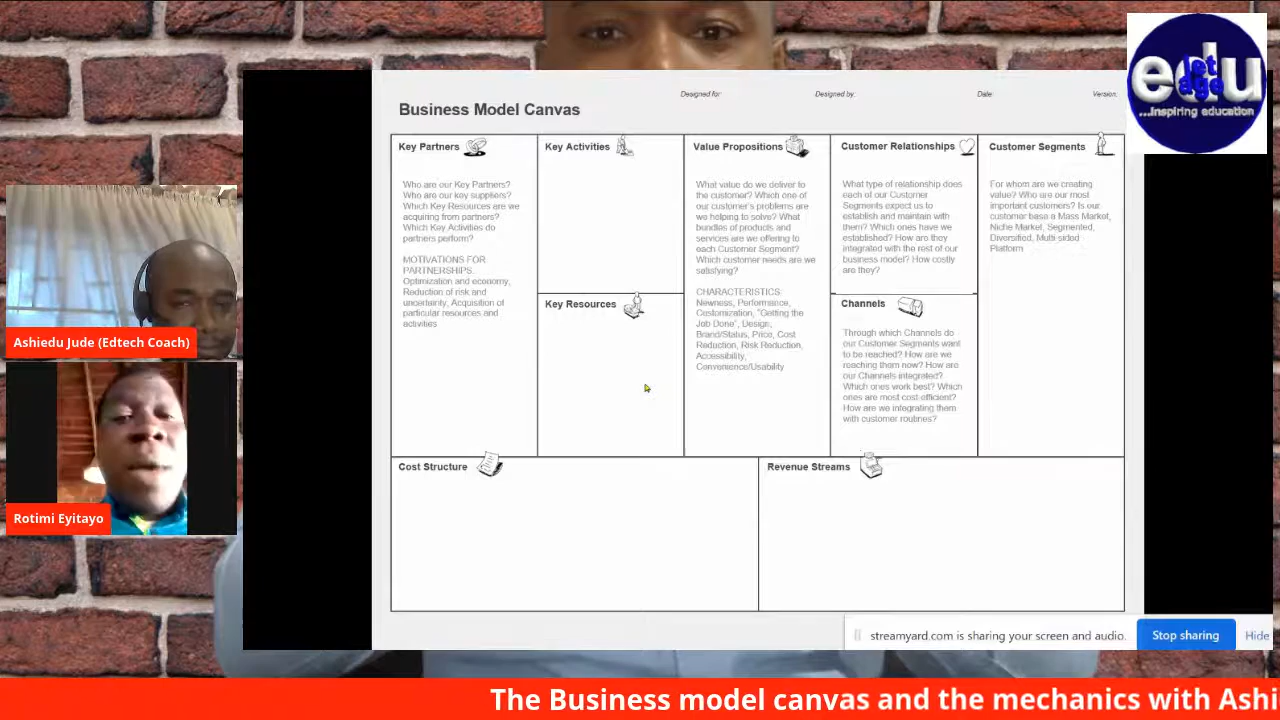 Designed for:
Designed by:
Date:
Version:
Business Model Canvas
edu
let
age
...inspiring education
Key Partners
Who are our Key Partners?
Who are our key suppliers?
Which Key Resources are we
acquiring from partners?
Which Key Activities do
partners perform?
MOTIVATIONS FOR
PARTNERSHIPS:
Optimization and economy,
Reduction of risk and
uncertainty, Acquisition of
particular resources and
activities
Key Activities
Key Resources
Value Propositions
What value do we deliver to
the customer? Which one of
our customer's problems are
we helping to solve? What
bundles of products and
services are we offering to
each Customer Segment?
Which customer needs are we
satisfying?
CHARACTERISTICS:
Newness, Performance,
Customization, "Getting the
Job Done", Design,
Brand/Status, Price, Cost
Reduction, Risk Reduction,
Accessibility,
Convenience/Usability
Customer Relationships
What type of relationship does
each of our Customer
Segments expect us to
establish and maintain with
them? Which ones have we
established? How are they
integrated with the rest of our
business model? How costly
are they?
Channels
Through which Channels do
our Customer Segments want
to be reached? How are we
reaching them now? How are
our Channels integrated?
Which ones work best? Which
ones are most cost-efficient?
How are we integrating them
with customer routines?
Customer Segments
For whom are we creating
value? Who are our most
important customers? Is our
customer base a Mass Market,
Niche Market, Segmented,
Diversified, Multi-sided
Platform
Cost Structure
Revenue Streams
Ashiedu Jude (Edtech Coach)
Rotimi Eyitayo
streamyard.com is sharing your screen and audio.
Stop sharing
Hide
The Business model canvas and the mechanics with Ashi